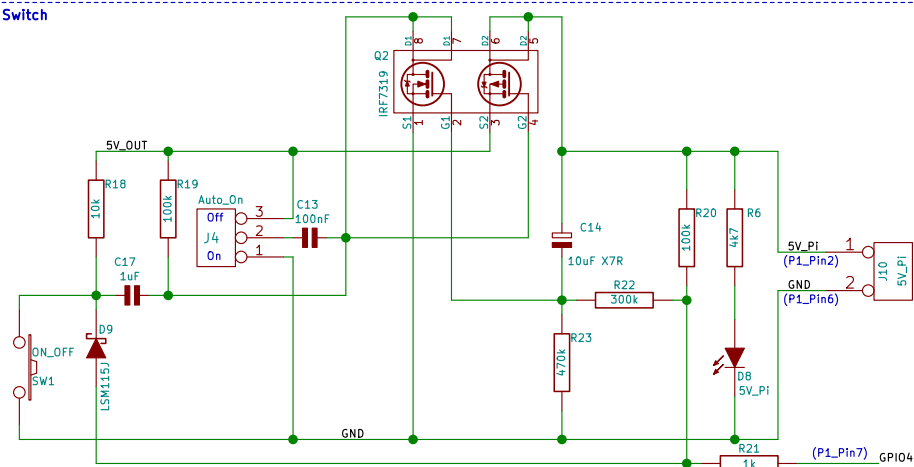 Switch
D1 8
D1 7
D2 6
D2 5
Q2
IRF7319
S1 1
G1 2
S2 3
G2 4
5V_OUT
R18
10k
R19
100k
Auto_On
Off 3
J4 2
On 1
C13
100nF
C14
10uF X7R
R20
100k
R6
4k7
5V_Pi 1
(P1_Pin2)
GND 2
(P1_Pin6)
J10
5V_Pi
C17
1uF
R22
300k
D9
LSM115J
ON_OFF
SW1
R23
470k
D8
5V_Pi
GND
R21
1k
(P1_Pin7)
GPIO4